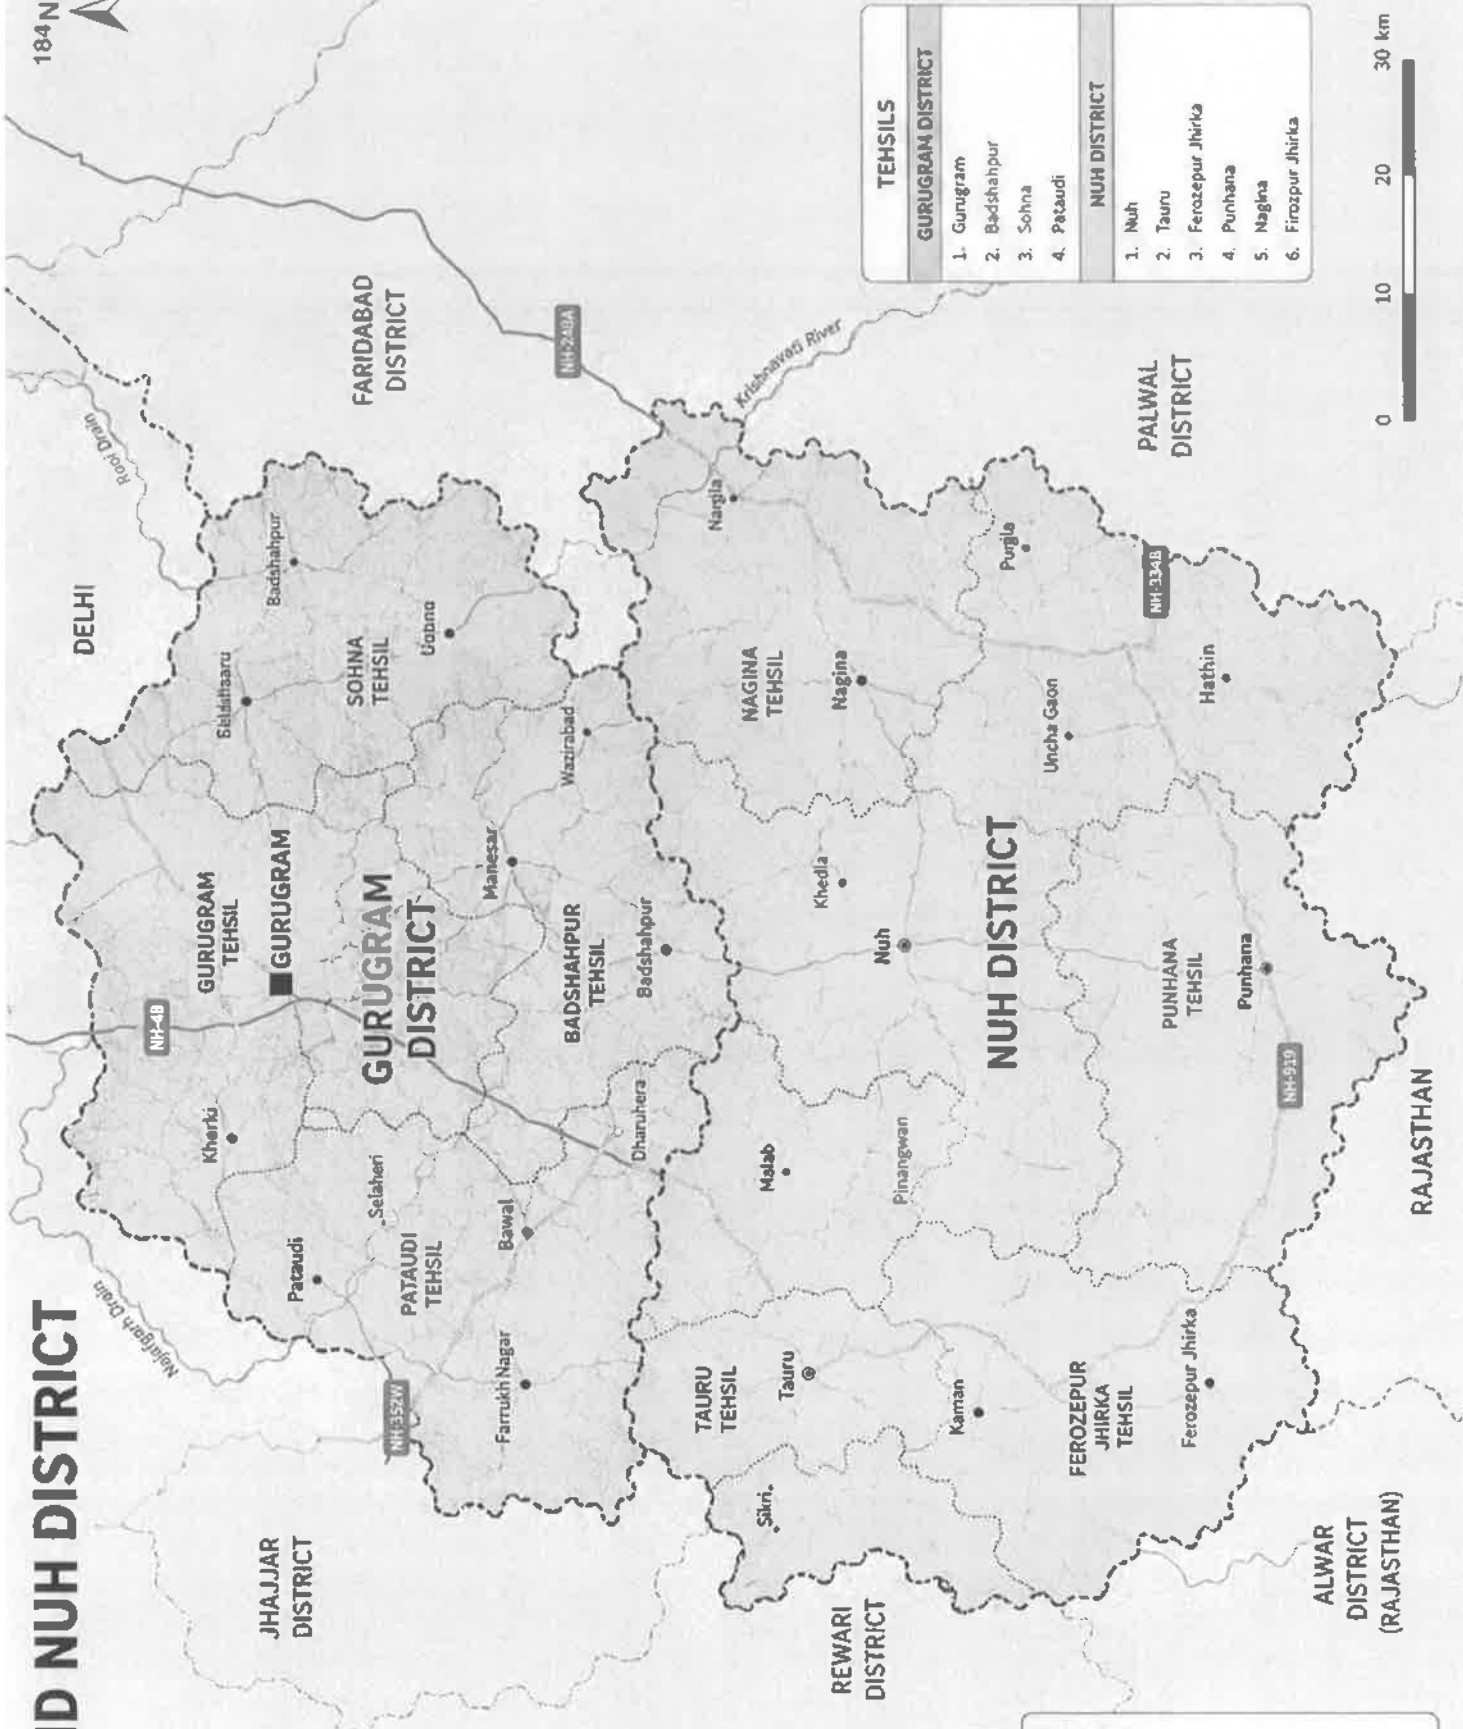 ID NUH DISTRICT
184N
DELHI
JHAJJAR
DISTRICT
FARIDABAD
DISTRICT
REWARI
DISTRICT
PALWAL
DISTRICT
ALWAR
DISTRICT
(RAJASTHAN)
RAJASTHAN
Najafgarh Drain
Rooi Drain
Krishnavati River
NH-4B
NH-352W
NH-248A
NH-334B
NH-919
GURUGRAM
DISTRICT
GURUGRAM
TEHSIL
GURUGRAM
Kherki
Pataudi
Selaheri
PATAUDI
TEHSIL
Bawal
Farrukh Nagar
Dharuhera
Badshahpur
SOHNA
TEHSIL
Manesar
Wazirabad
BADSHAHPUR
TEHSIL
Badshahpur
NUH DISTRICT
Nuh
Khedla
Malab
Pinangwan
NAGINA
TEHSIL
Nagina
Uncha Gaon
Hathin
PUNHANA
TEHSIL
Punhana
TAURU
TEHSIL
Tauru
Sikri
Kaman
FEROZEPUR
JHIRKA
TEHSIL
Ferozepur Jhirka
TEHSILS
GURUGRAM DISTRICT
1. Gurugram
2. Badshahpur
3. Sohna
4. Pataudi
NUH DISTRICT
1. Nuh
2. Tauru
3. Ferozepur Jhirka
4. Punhana
5. Nagina
6. Firozpur Jhirka
0 10 20 30 km